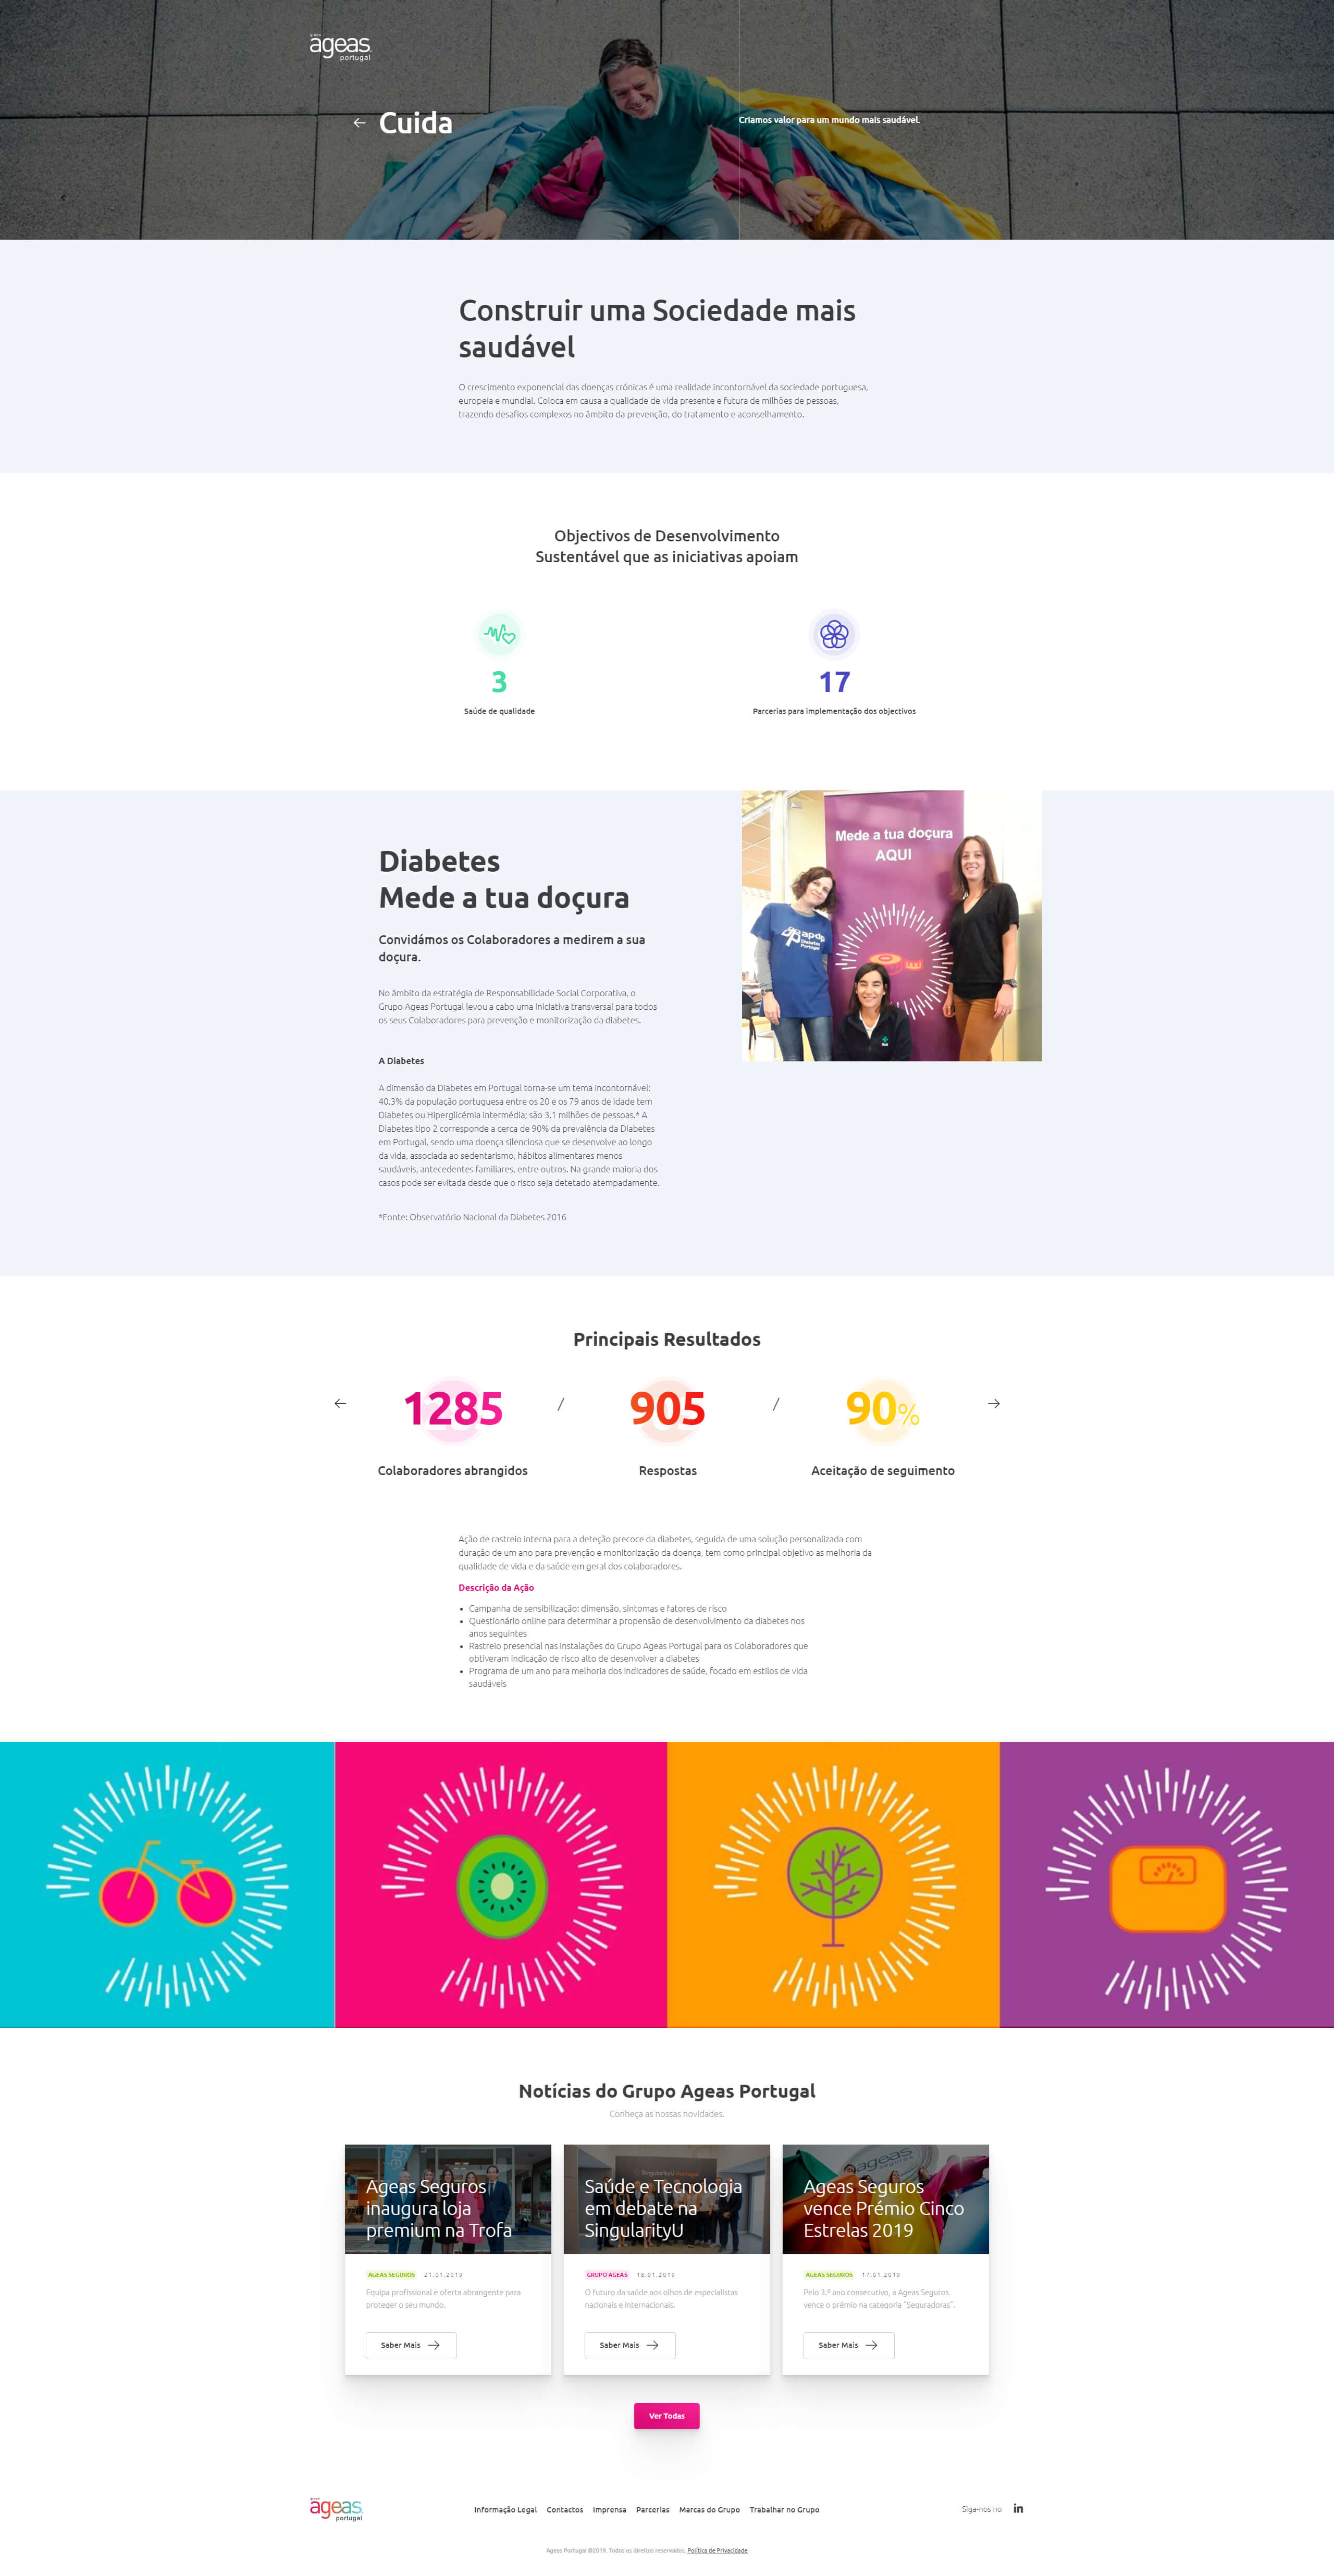 grupo
ageas
portugal
Cuida
Criamos valor para um mundo mais saudável.
Construir uma Sociedade mais
saudável
O crescimento exponencial das doenças crónicas é uma realidade incontornável da sociedade portuguesa,
europeia e mundial. Coloca em causa a qualidade de vida presente e futura de milhões de pessoas,
trazendo desafios complexos no âmbito da prevenção, do tratamento e aconselhamento.
Objectivos de Desenvolvimento
Sustentável que as iniciativas apoiam
3
Saúde de qualidade
17
Parcerias para implementação dos objectivos
Diabetes
Mede a tua doçura
Convidámos os Colaboradores a medirem a sua
doçura.
No âmbito da estratégia de Responsabilidade Social Corporativa, o
Grupo Ageas Portugal levou a cabo uma iniciativa transversal para todos
os seus Colaboradores para prevenção e monitorização da diabetes.
A Diabetes
A dimensão da Diabetes em Portugal torna-se um tema incontornável:
40.3% da população portuguesa entre os 20 e os 79 anos de idade tem
Diabetes ou Hiperglicémia Intermédia; são 3.1 milhões de pessoas.* A
Diabetes tipo 2 corresponde a cerca de 90% da prevalência da Diabetes
em Portugal, sendo uma doença silenciosa que se desenvolve ao longo
da vida, associada ao sedentarismo, hábitos alimentares menos
saudáveis, antecedentes familiares, entre outros. Na grande maioria dos
casos pode ser evitada desde que o risco seja detetado atempadamente.
*Fonte: Observatório Nacional da Diabetes 2016
Mede a tua doçura
AQUI
apdp
Diabetes
Portugal
Principais Resultados
1285
/
905
/
90%
Colaboradores abrangidos
Respostas
Aceitação de seguimento
Ação de rastreio interna para a deteção precoce da diabetes, seguida de uma solução personalizada com
duração de um ano para prevenção e monitorização da doença, tem como principal objetivo as melhoria da
qualidade de vida e da saúde em geral dos colaboradores.
Descrição da Ação
• Campanha de sensibilização: dimensão, sintomas e fatores de risco
• Questionário online para determinar a propensão de desenvolvimento da diabetes nos
anos seguintes
• Rastreio presencial nas instalações do Grupo Ageas Portugal para os Colaboradores que
obtiveram indicação de risco alto de desenvolver a diabetes
• Programa de um ano para melhoria dos indicadores de saúde, focado em estilos de vida
saudáveis
Notícias do Grupo Ageas Portugal
Conheça as nossas novidades.
Ageas Seguros
inaugura loja
premium na Trofa
AGEAS SEGUROS 21.01.2019
Equipa profissional e oferta abrangente para
proteger o seu mundo.
Saber Mais
Saúde e Tecnologia
em debate na
SingularityU
GRUPO AGEAS 18.01.2019
O futuro da saúde aos olhos de especialistas
nacionais e internacionais.
Saber Mais
Ageas Seguros
vence Prémio Cinco
Estrelas 2019
AGEAS SEGUROS 17.01.2019
Pelo 3.º ano consecutivo, a Ageas Seguros
vence o prémio na categoria "Seguradoras".
Saber Mais
Ver Todas
grupo
ageas
portugal
Informação Legal Contactos Imprensa Parcerias Marcas do Grupo Trabalhar no Grupo
Siga-nos no in
Ageas Portugal ®2019. Todos os direitos reservados. Política de Privacidade